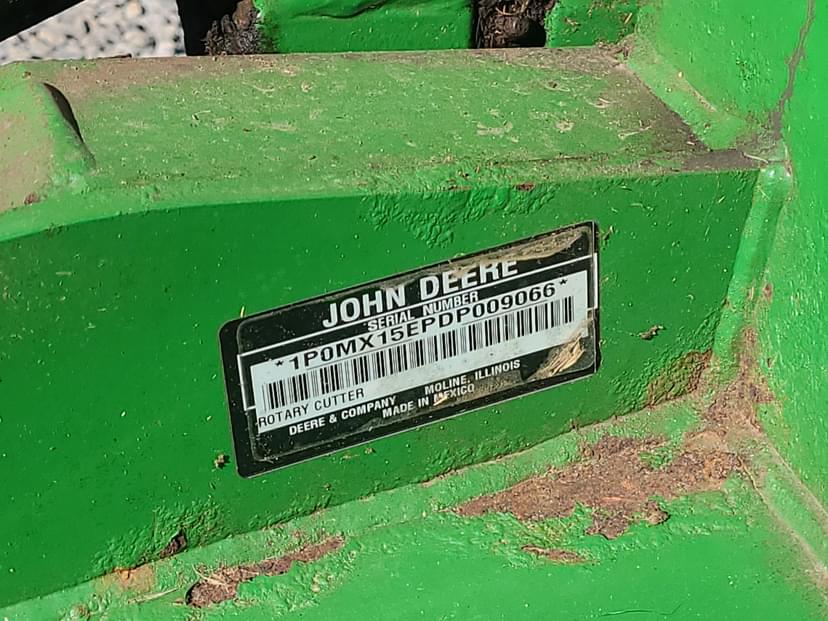 JOHN DEERE
SERIAL NUMBER
*1P0MX15EPDP009066*
ROTARY CUTTER
DEERE & COMPANY MOLINE, ILLINOIS
MADE IN MEXICO